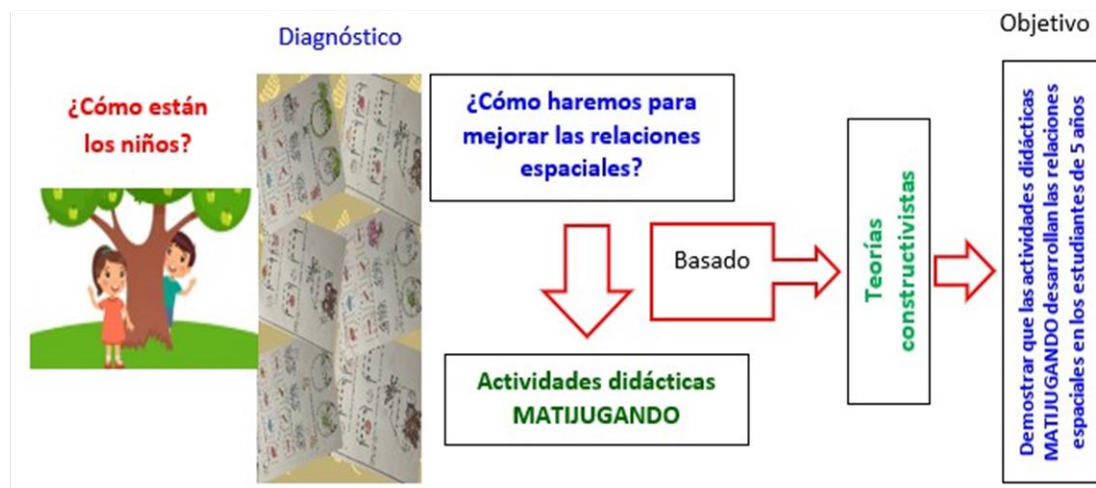 Diagnóstico
¿Cómo están
los niños?
¿Cómo haremos para
mejorar las relaciones
espaciales?
Actividades didácticas
MATIJUGANDO
Basado
Teorías
constructivistas
Objetivo
Demostrar que las actividades didácticas
MATIJUGANDO desarrollan las relaciones
espaciales en los estudiantes de 5 años